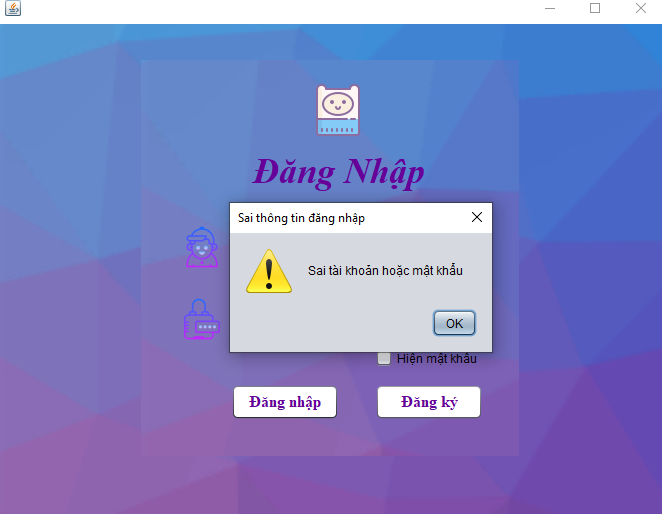 Đăng Nhập
Sai thông tin đăng nhập
Sai tài khoản hoặc mật khẩu
OK
Hiện mật khẩu
Đăng nhập
Đăng ký